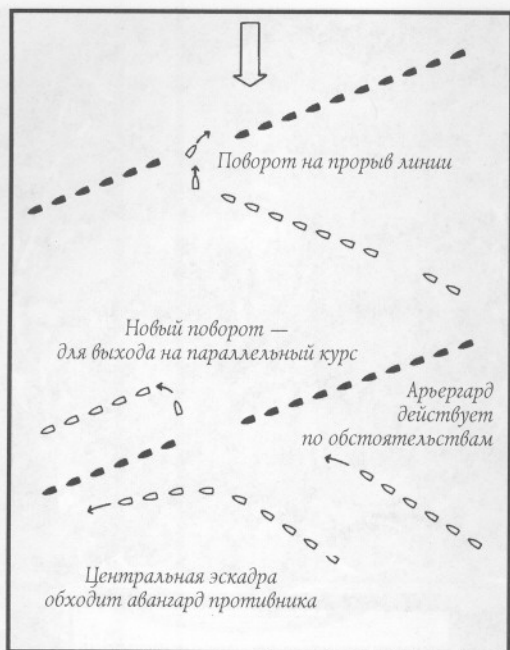 Поворот на прорыв линии
Новый поворот —
для выхода на параллельный курс
Арьергард
действует
по обстоятельствам
Центральная эскадра
обходит авангард противника